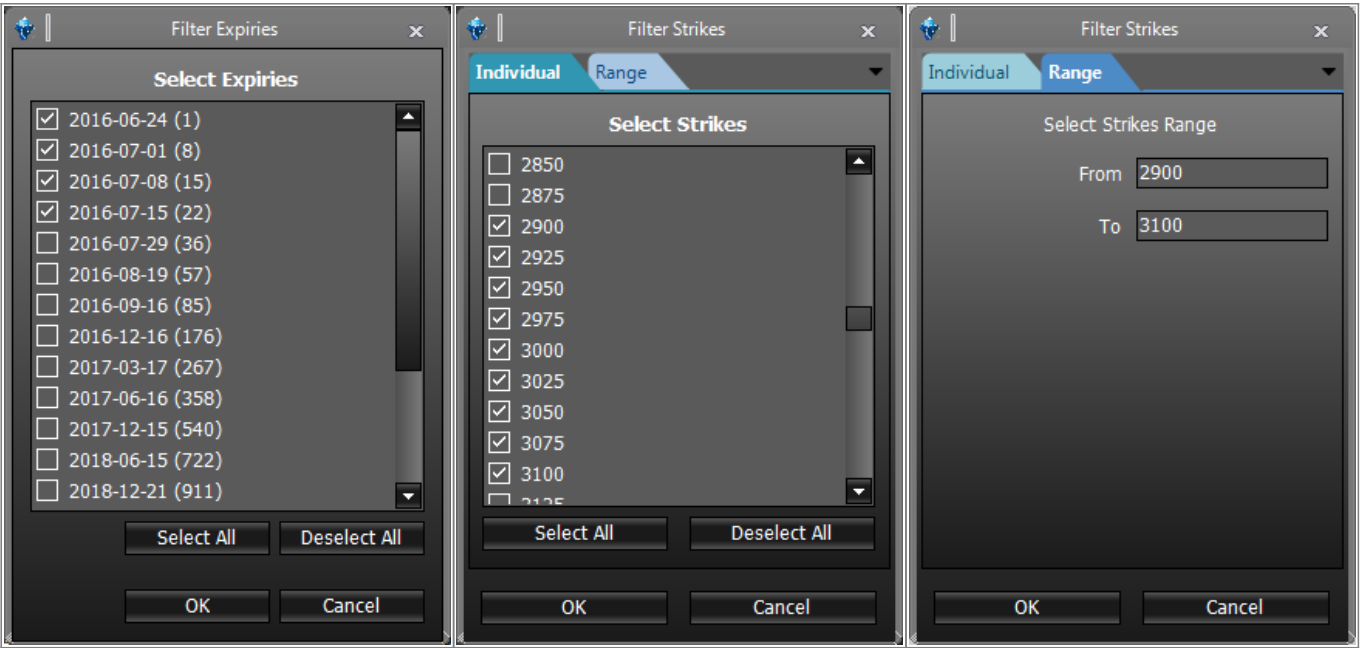 Filter Expiries
Select Expiries
2016-06-24 (1)
2016-07-01 (8)
2016-07-08 (15)
2016-07-15 (22)
2016-07-29 (36)
2016-08-19 (57)
2016-09-16 (85)
2016-12-16 (176)
2017-03-17 (267)
2017-06-16 (358)
2017-12-15 (540)
2018-06-15 (722)
2018-12-21 (911)
Select All Deselect All
OK Cancel
Filter Strikes
Individual Range
Select Strikes
2850
2875
2900
2925
2950
2975
3000
3025
3050
3075
3100
3125
Select All Deselect All
OK Cancel
Filter Strikes
Individual Range
Select Strikes Range
From 2900
To 3100
OK Cancel